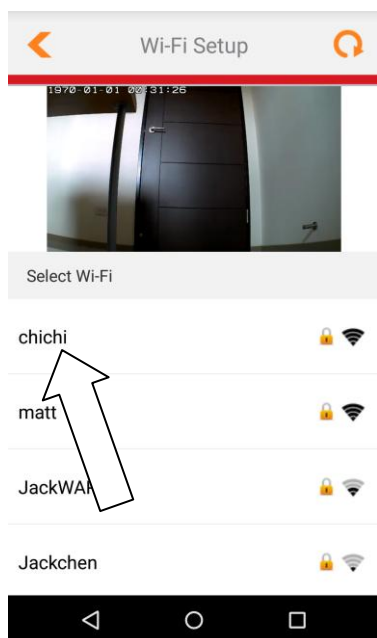 Wi-Fi Setup
1970-01-01 00:31:26
Select Wi-Fi
chichi
matt
Jackchen